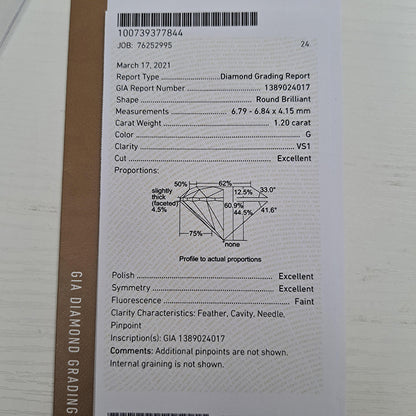 100739377844
JOB: 76252995 24
March 17, 2021
Report Type Diamond Grading Report
GIA Report Number 1389024017
Shape Round Brilliant
Measurements 6.79 - 6.84 x 4.15 mm
Carat Weight 1.20 carat
Color G
Clarity VS1
Cut Excellent
Proportions:
50% 62%
slightly
thick
(faceted)
4.5%
12.5% 33.0°
60.9%
44.5% 41.6°
75%
none
Profile to actual proportions
Polish Excellent
Symmetry Excellent
Fluorescence Faint
Clarity Characteristics: Feather, Cavity, Needle,
Pinpoint
Inscription(s): GIA 1389024017
Comments: Additional pinpoints are not shown.
Internal graining is not shown.
GIA DIAMOND GRADING